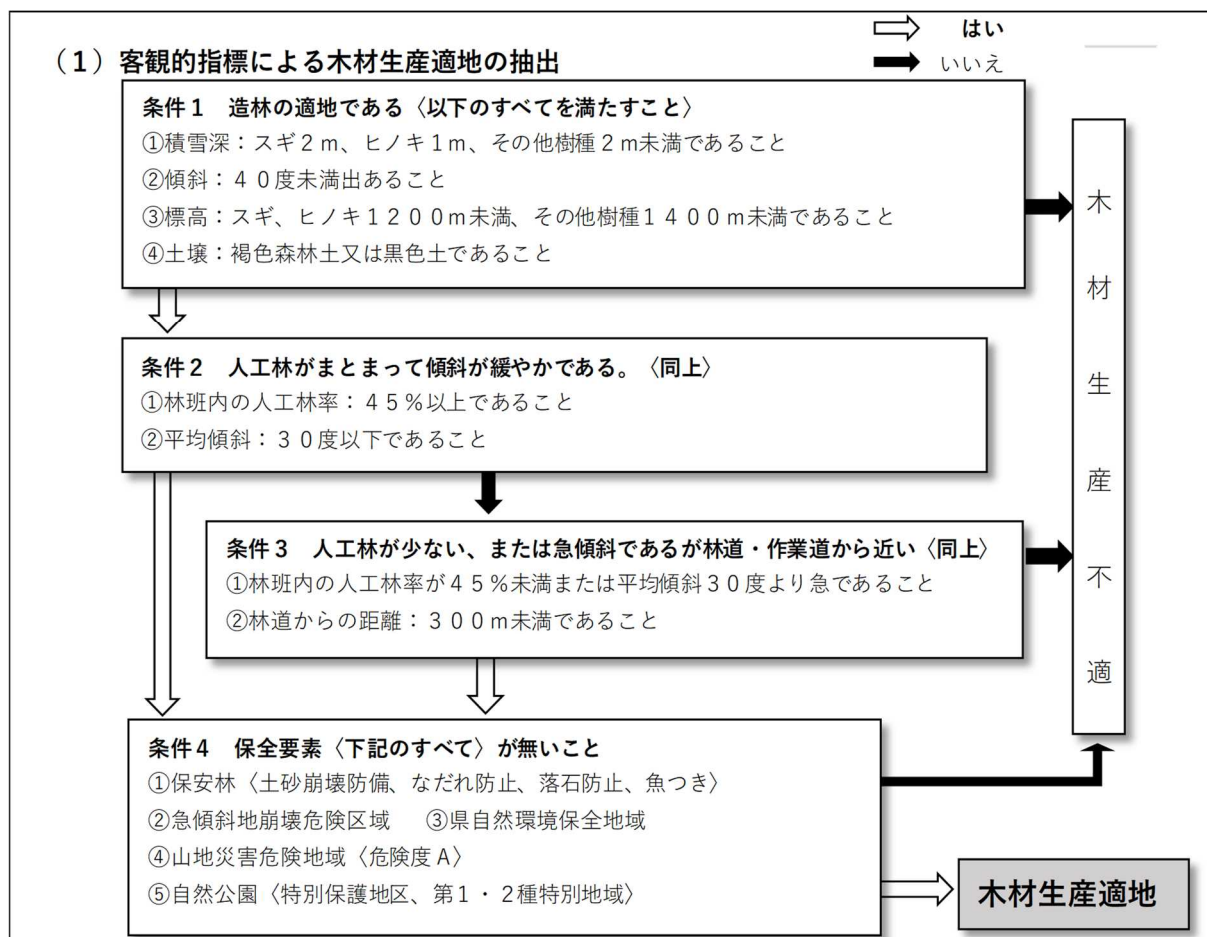 はい
（１）客観的指標による木材生産適地の抽出
いいえ
条件１　造林の適地である〈以下のすべてを満たすこと〉
①積雪深：スギ２ｍ、ヒノキ１ｍ、その他樹種２ｍ未満であること
②傾斜：４０度未満出あること
③標高：スギ、ヒノキ１２００ｍ未満、その他樹種１４００ｍ未満であること
④土壌：褐色森林土又は黒色土であること
条件２　人工林がまとまって傾斜が緩やかである。〈同上〉
①林班内の人工林率：４５％以上であること
②平均傾斜：３０度以下であること
条件３　人工林が少ない、または急傾斜であるが林道・作業道から近い〈同上〉
①林班内の人工林率が４５％未満または平均傾斜３０度より急であること
②林道からの距離：３００ｍ未満であること
条件４　保全要素〈下記のすべて〉が無いこと
①保安林〈土砂崩壊防備、なだれ防止、落石防止、魚つき〉
②急傾斜地崩壊危険区域　③県自然環境保全地域
④山地災害危険地域〈危険度Ａ〉
⑤自然公園〈特別保護地区、第１・２種特別地域〉
木材生産不適
木材生産適地